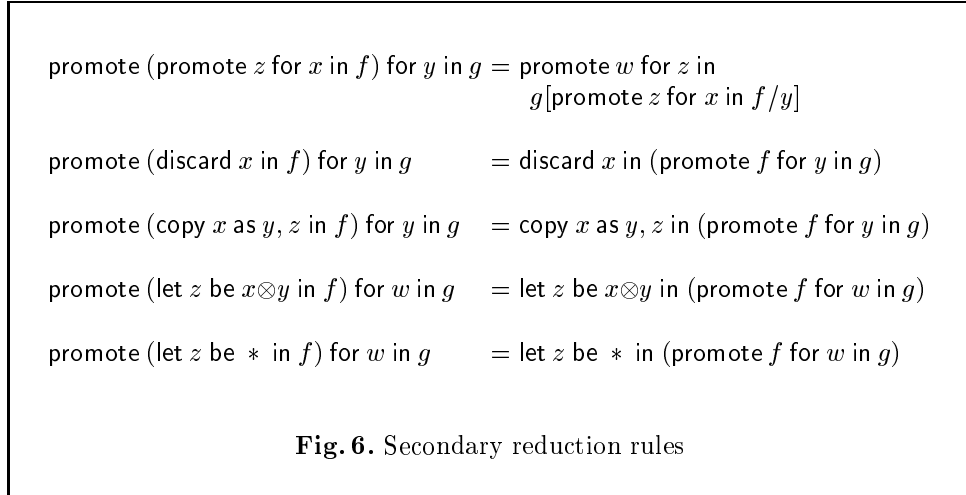 promote (promote z for x in f) for y in g = promote w for z in
g[promote z for x in f/y]
promote (discard x in f) for y in g = discard x in (promote f for y in g)
promote (copy x as y, z in f) for y in g = copy x as y, z in (promote f for y in g)
promote (let z be x⊗y in f) for w in g = let z be x⊗y in (promote f for w in g)
promote (let z be * in f) for w in g = let z be * in (promote f for w in g)
Fig. 6. Secondary reduction rules